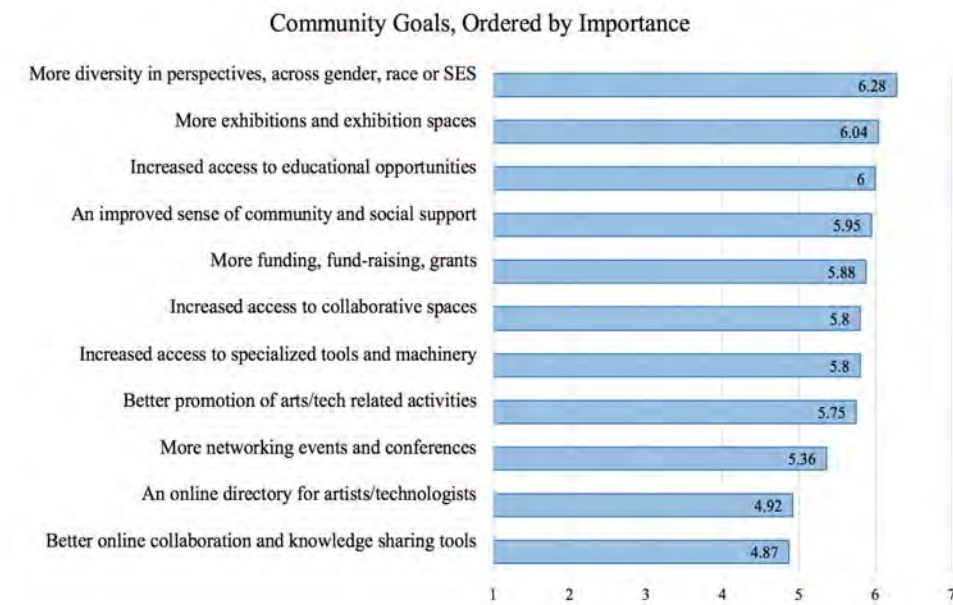 Community Goals, Ordered by Importance
More diversity in perspectives, across gender, race or SES
6.28
More exhibitions and exhibition spaces
6.04
Increased access to educational opportunities
6
An improved sense of community and social support
5.95
More funding, fund-raising, grants
5.88
Increased access to collaborative spaces
5.8
Increased access to specialized tools and machinery
5.8
Better promotion of arts/tech related activities
5.75
More networking events and conferences
5.36
An online directory for artists/technologists
4.92
Better online collaboration and knowledge sharing tools
4.87
1 2 3 4 5 6 7